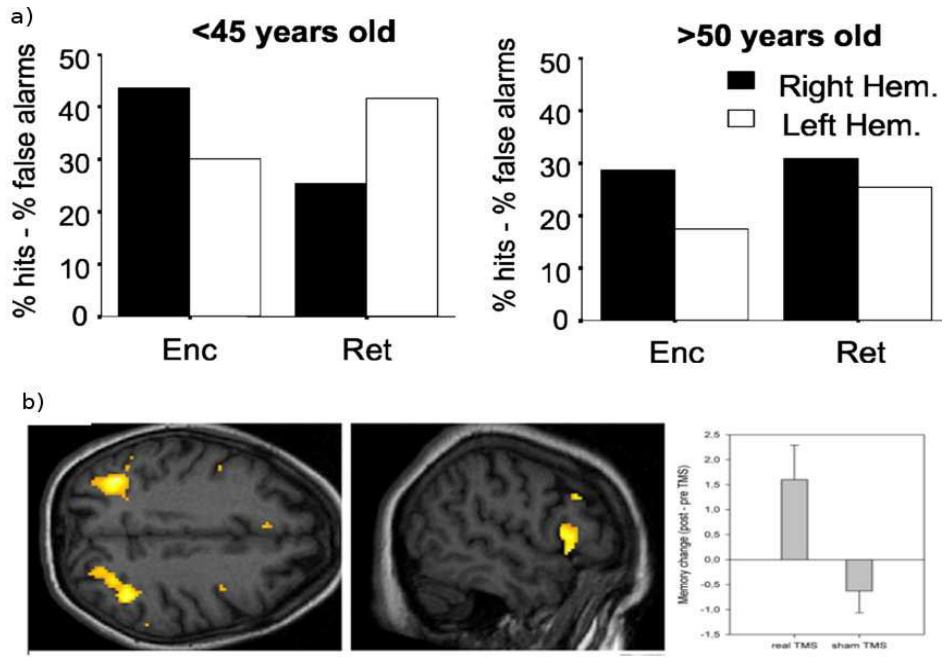 a)
<45 years old
% hits - % false alarms
50
40
30
20
10
0
Enc Ret
>50 years old
% hits - % false alarms
50
40
30
20
10
0
Right Hem.
Left Hem.
Enc Ret
b)
Memory change (post - pre TMS)
2,5
2,0
1,5
1,0
0,5
0,0
-0,5
-1,0
-1,5
real TMS sham TMS